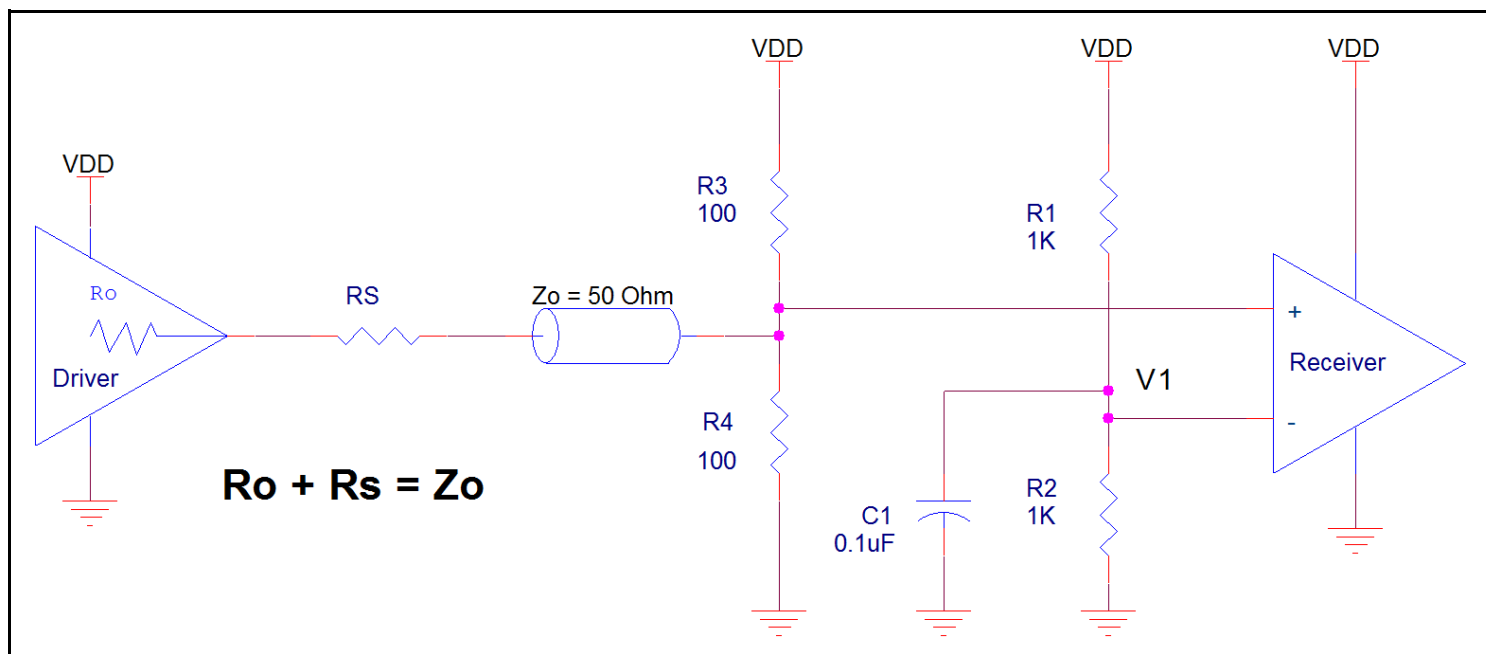 VDD
VDD
VDD
VDD
R3
100
R1
1K
Ro
RS
Zo = 50 Ohm
+
Driver
Receiver
V1
-
R4
100
Ro + Rs = Zo
R2
1K
C1
0.1uF